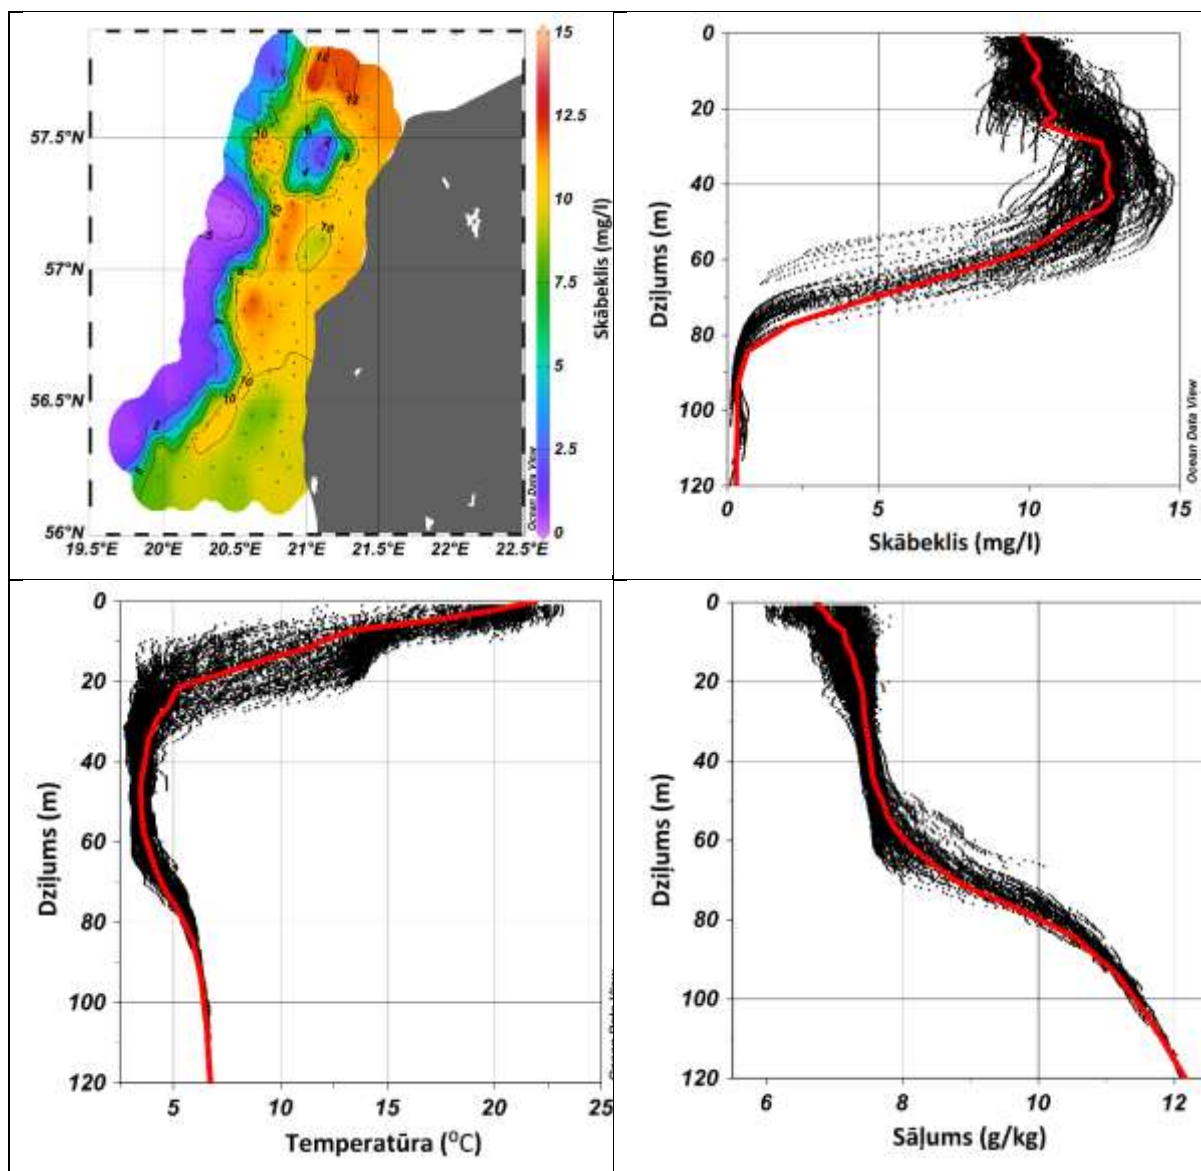 57.5°N
57°N
56.5°N
56°N
19.5°E 20°E 20.5°E 21°E 21.5°E 22°E 22.5°E
15
12.5
10
7.5
5
2.5
0
Skābeklis (mg/l)
Ocean Data View
0
20
40
60
80
100
120
Dziļums (m)
0 5 10 15
Skābeklis (mg/l)
Ocean Data View
0
20
40
60
80
100
120
Dziļums (m)
5 10 15 20 25
Temperatūra (°C)
0
20
40
60
80
100
120
Dziļums (m)
6 8 10 12
Sāļums (g/kg)